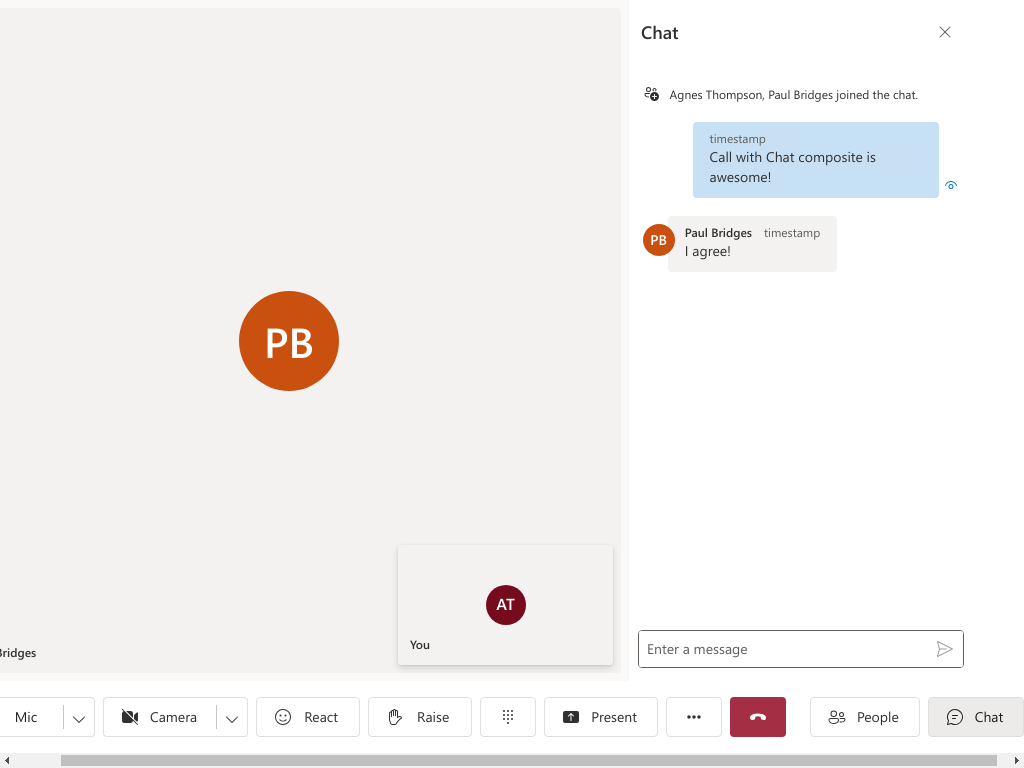 Chat
Agnes Thompson, Paul Bridges joined the chat.
timestamp
Call with Chat composite is
awesome!
PB
Paul Bridges timestamp
I agree!
PB
AT
You
Bridges
Enter a message
Mic
Camera
React
Raise
Present
People
Chat